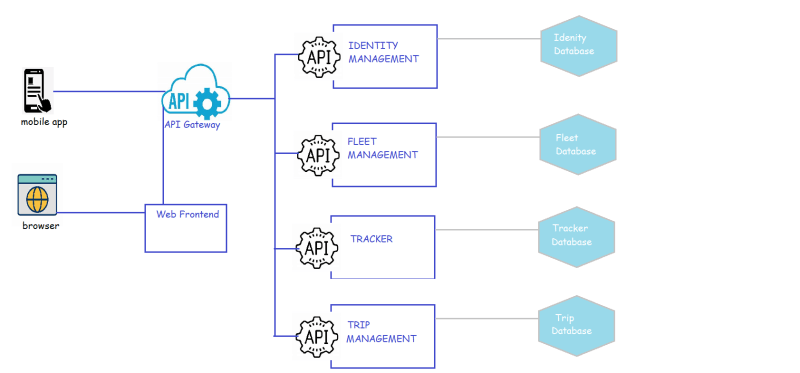 mobile app
API
API Gateway
browser
Web Frontend
API
IDENTITY
MANAGEMENT
Idenity
Database
API
FLEET
MANAGEMENT
Fleet
Database
API
TRACKER
Tracker
Database
API
TRIP
MANAGEMENT
Trip
Database